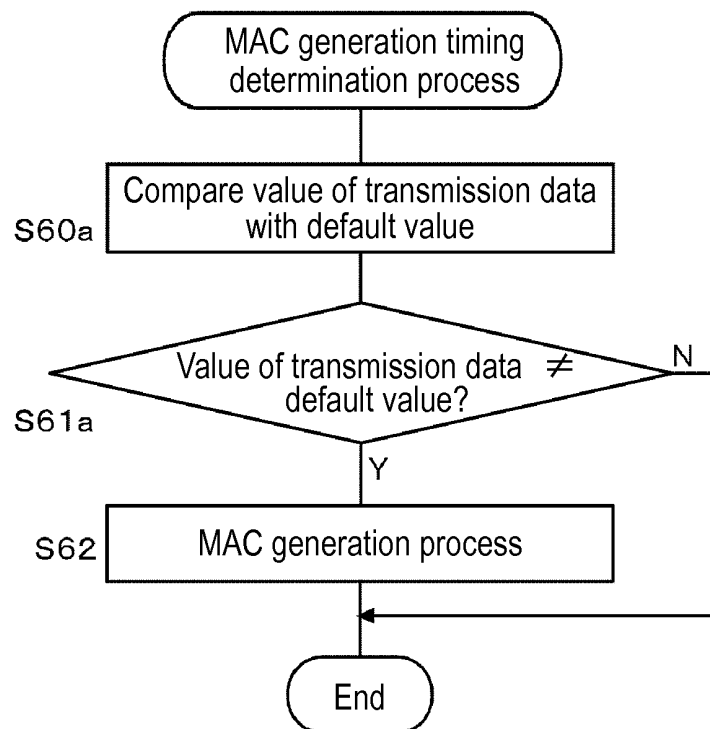 MAC generation timing
determination process
Compare value of transmission data
with default value
S60a
Value of transmission data ≠
default value?
N
S61a
Y
S62
MAC generation process
End